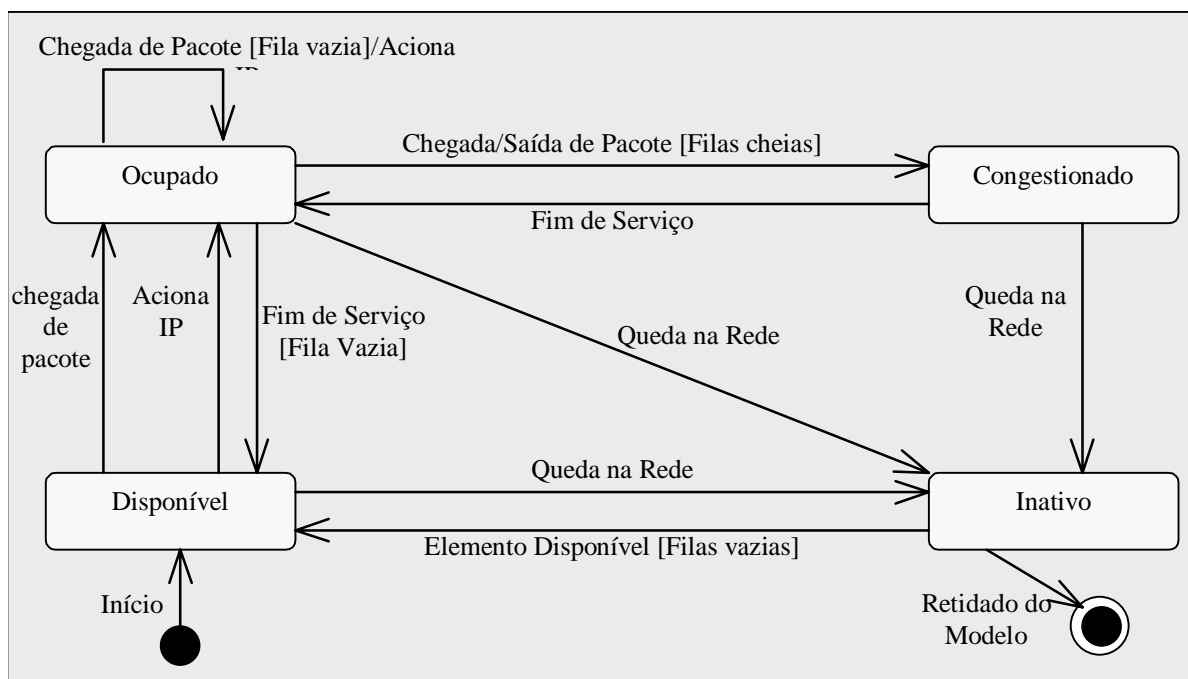 Chegada de Pacote [Fila vazia]/Aciona
Ocupado
Chegada/Saída de Pacote [Filas cheias]
Congestionado
Fim de Serviço
chegada
de
pacote
Aciona
IP
Fim de Serviço
[Fila Vazia]
Queda na Rede
Queda na
Rede
Disponível
Queda na Rede
Inativo
Elemento Disponível [Filas vazias]
Início
Retidado do
Modelo